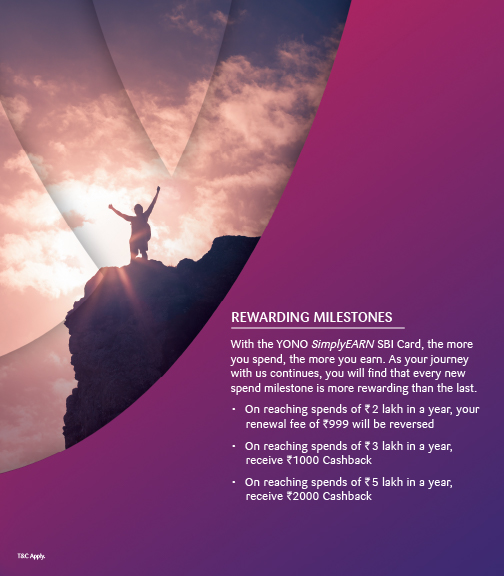 REWARDING MILESTONES
With the YONO SimplyEARN SBI Card, the more
you spend, the more you earn. As your journey
with us continues, you will find that every new
spend milestone is more rewarding than the last.
• On reaching spends of ₹ 2 lakh in a year, your
renewal fee of ₹999 will be reversed
• On reaching spends of ₹ 3 lakh in a year,
receive ₹1000 Cashback
• On reaching spends of ₹ 5 lakh in a year,
receive ₹2000 Cashback
T&C Apply.